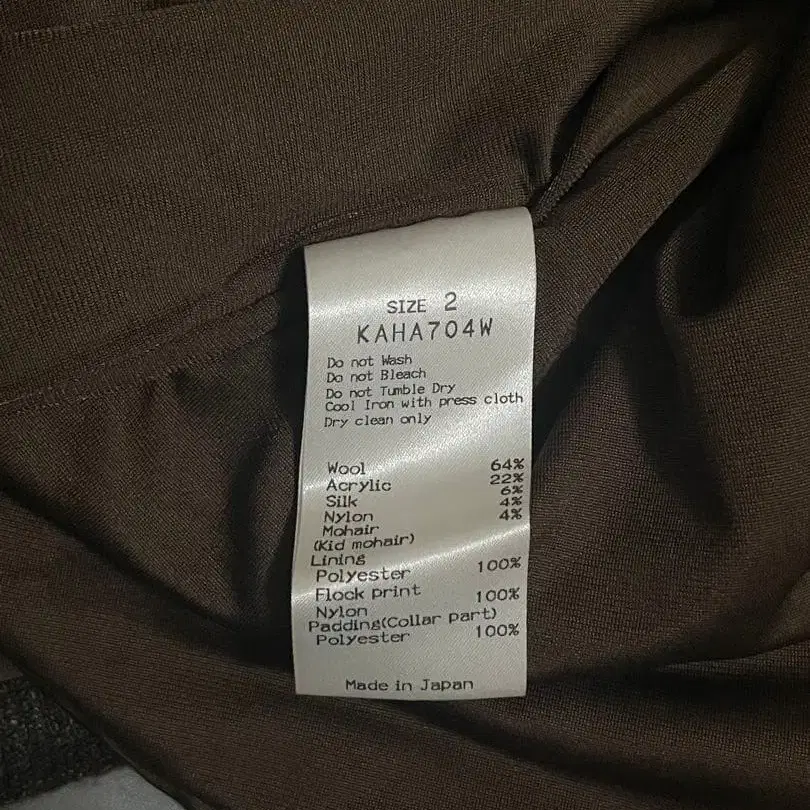 SIZE 2
KAHA704W
Do not Wash
Do not Bleach
Do not Tumble Dry
Cool Iron with press cloth
Dry clean only
Wool 64%
Acrylic 22%
Silk 6%
Nylon 4%
Mohair 4%
(Kid mohair)
Lining
Polyester 100%
Flock print
Nylon 100%
Padding(Collar part)
Polyester 100%
Made in Japan